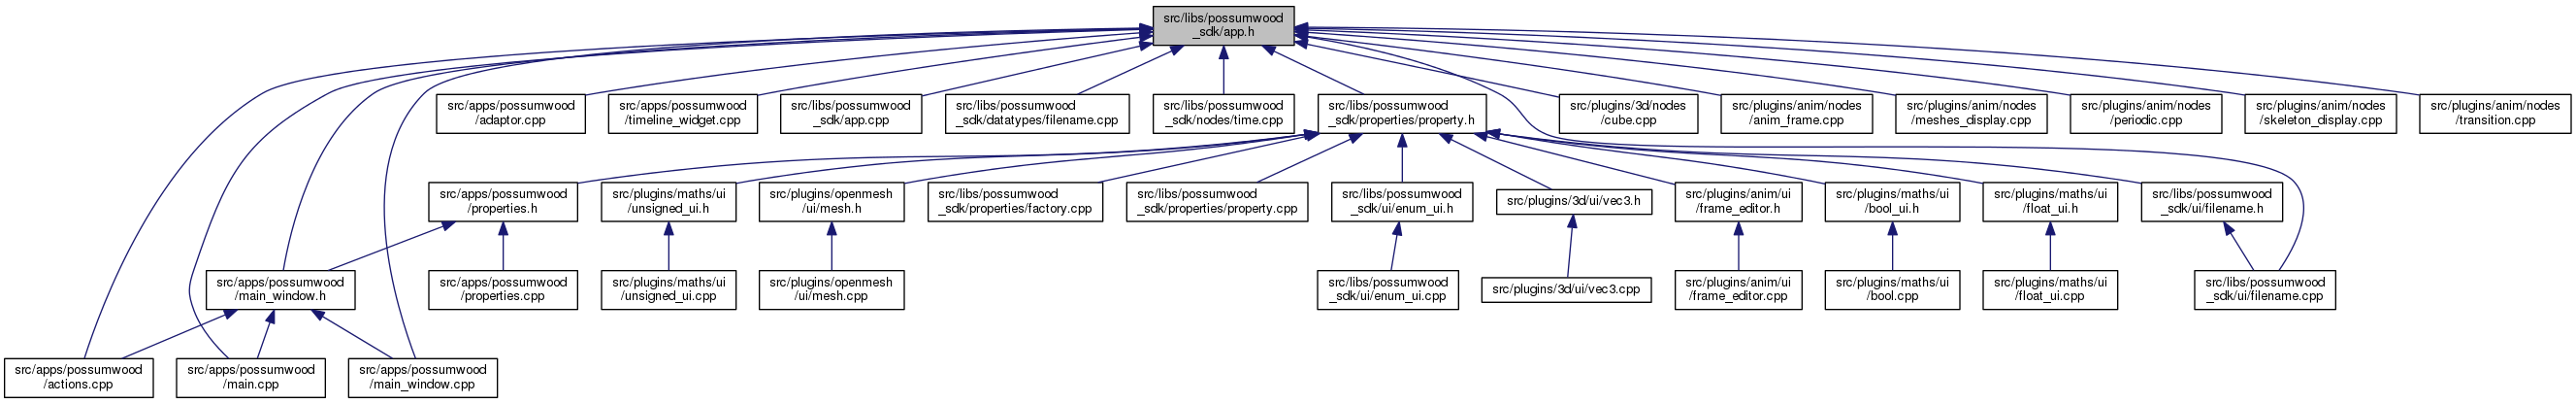 src/libs/possumwood
_sdk/app.h
src/apps/possumwood
/adaptor.cpp
src/apps/possumwood
/timeline_widget.cpp
src/libs/possumwood
_sdk/app.cpp
src/libs/possumwood
_sdk/datatypes/filename.cpp
src/libs/possumwood
_sdk/nodes/time.cpp
src/libs/possumwood
_sdk/properties/property.h
src/plugins/3d/nodes
/cube.cpp
src/plugins/anim/nodes
/anim_frame.cpp
src/plugins/anim/nodes
/meshes_display.cpp
src/plugins/anim/nodes
/periodic.cpp
src/plugins/anim/nodes
/skeleton_display.cpp
src/plugins/anim/nodes
/transition.cpp
src/apps/possumwood
/properties.h
src/plugins/maths/ui
/unsigned_ui.h
src/plugins/openmesh
/ui/mesh.h
src/libs/possumwood
_sdk/properties/factory.cpp
src/libs/possumwood
_sdk/properties/property.cpp
src/libs/possumwood
_sdk/ui/enum_ui.h
src/plugins/3d/ui/vec3.h
src/plugins/anim/ui
/frame_editor.h
src/plugins/maths/ui
/bool_ui.h
src/plugins/maths/ui
/float_ui.h
src/libs/possumwood
_sdk/ui/filename.h
src/apps/possumwood
/main_window.h
src/apps/possumwood
/properties.cpp
src/plugins/maths/ui
/unsigned_ui.cpp
src/plugins/openmesh
/ui/mesh.cpp
src/libs/possumwood
_sdk/ui/enum_ui.cpp
src/plugins/3d/ui/vec3.cpp
src/plugins/anim/ui
/frame_editor.cpp
src/plugins/maths/ui
/bool.cpp
src/plugins/maths/ui
/float_ui.cpp
src/libs/possumwood
_sdk/ui/filename.cpp
src/apps/possumwood
/actions.cpp
src/apps/possumwood
/main.cpp
src/apps/possumwood
/main_window.cpp